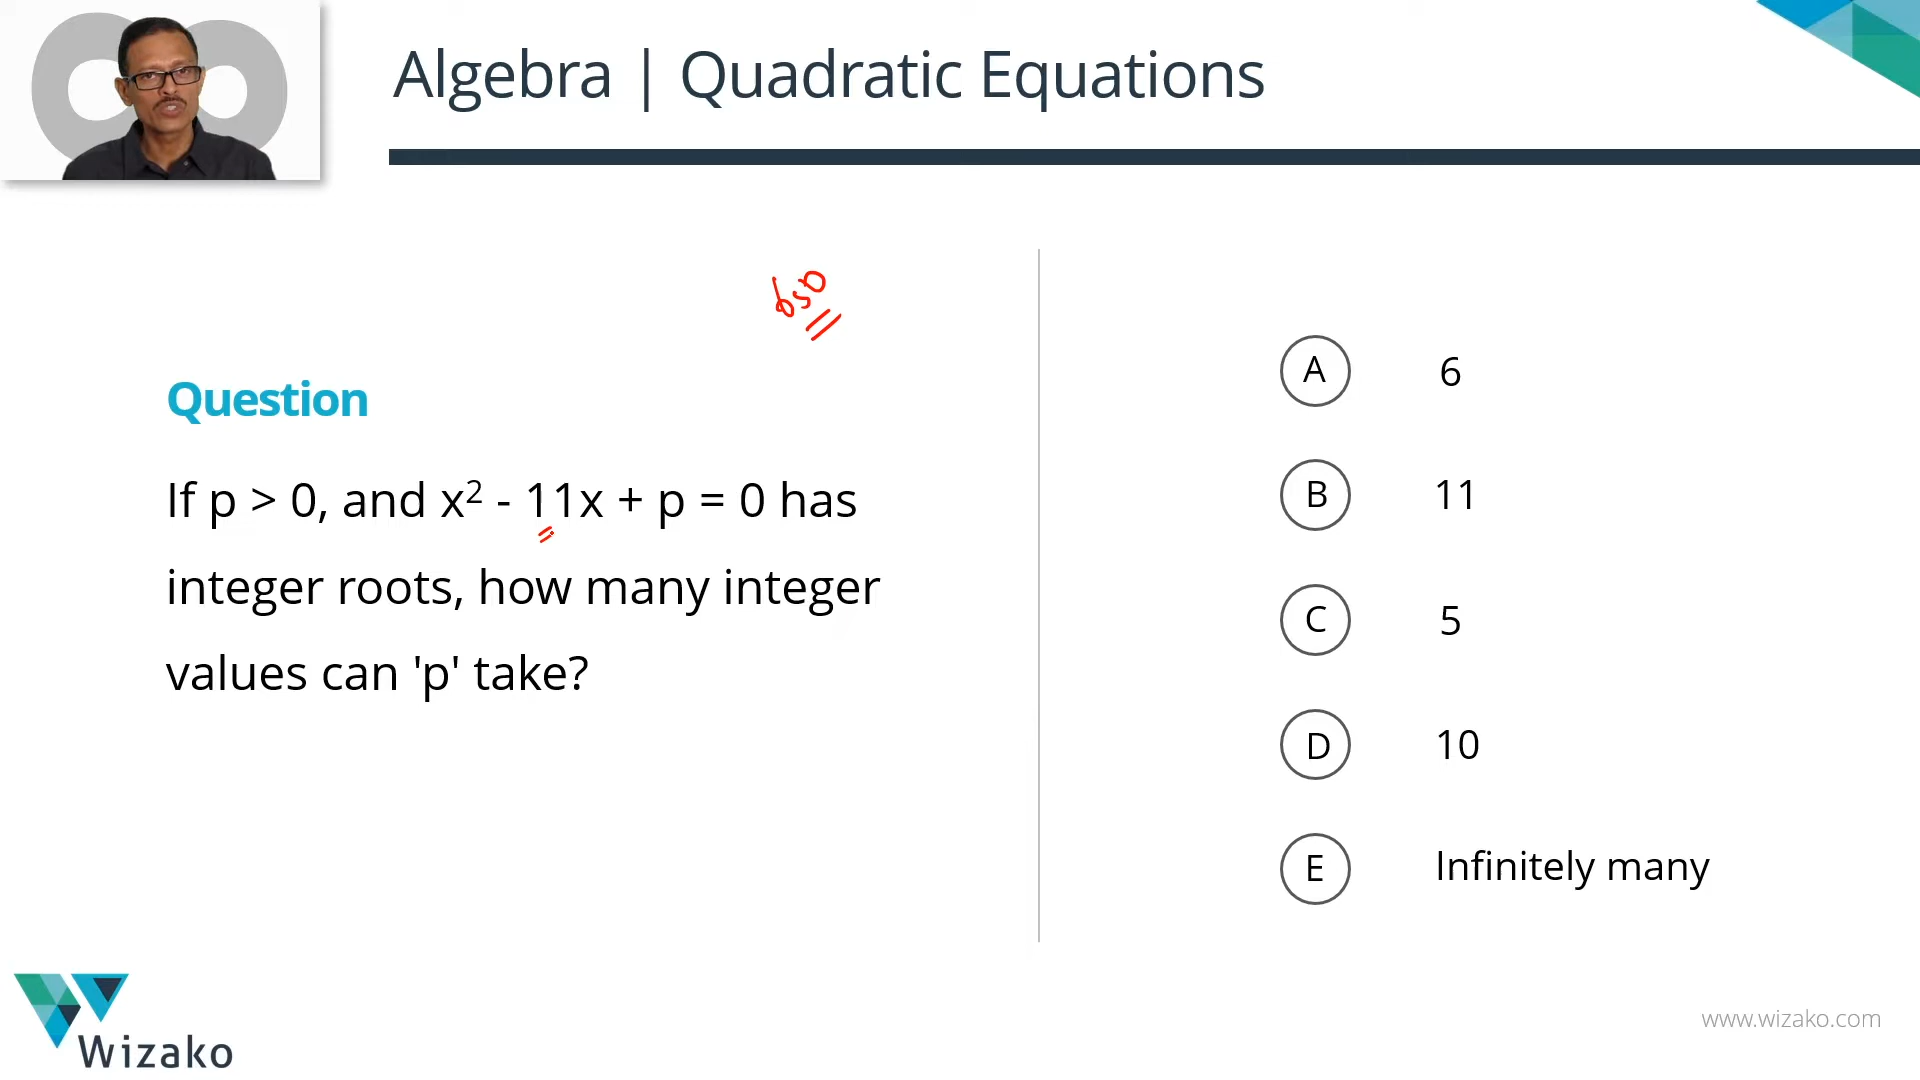 Algebra | Quadratic Equations
650
Question
If p > 0, and x² - 11x + p = 0 has
integer roots, how many integer
values can 'p' take?
A 6
B 11
C 5
D 10
E Infinitely many
Wizako
www.wizako.com